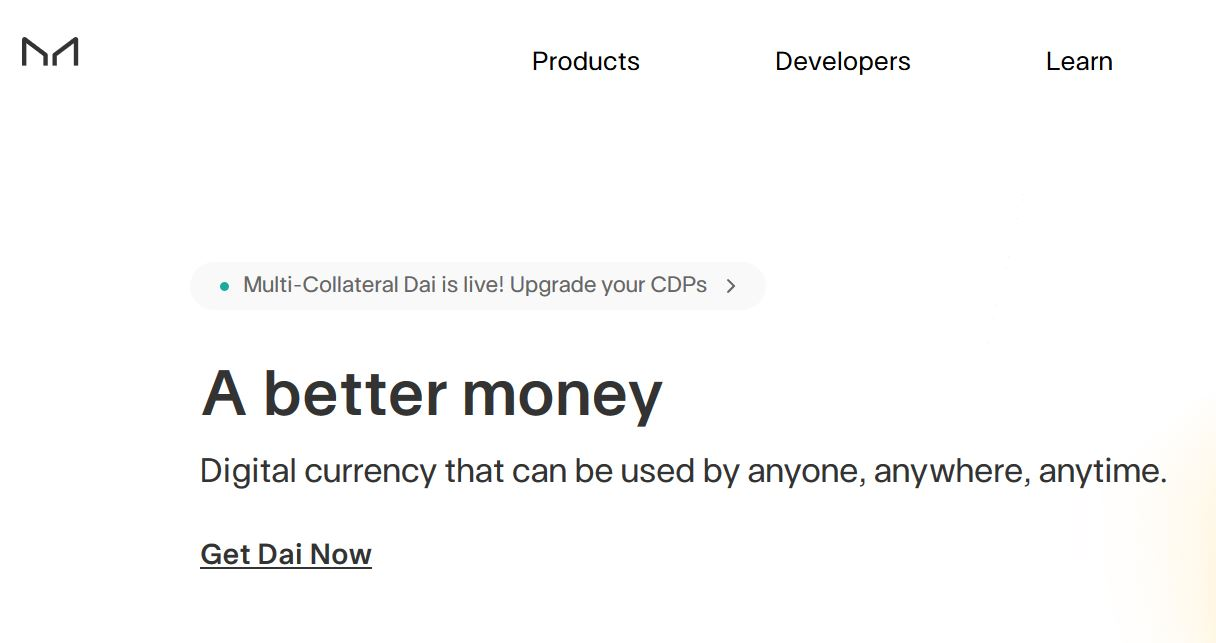 Products Developers Learn
Multi-Collateral Dai is live! Upgrade your CDPs
A better money
Digital currency that can be used by anyone, anywhere, anytime.
Get Dai Now